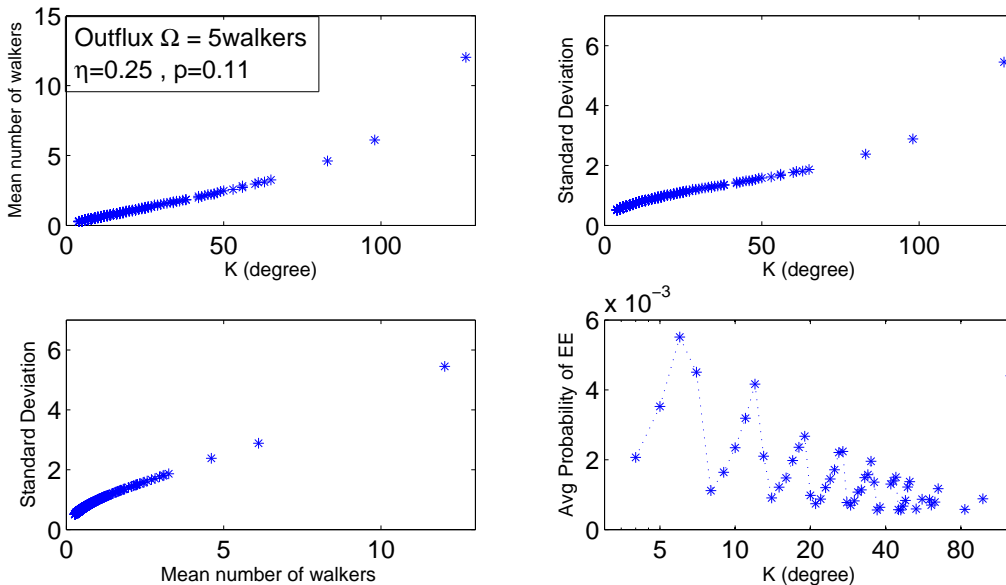 Mean number of walkers
15
10
5
0
Outflux Ω = 5walkers
η=0.25 , p=0.11
0 50 100
K (degree)
Standard Deviation
6
4
2
0
0 50 100
K (degree)
Standard Deviation
6
4
2
0
0 5 10
Mean number of walkers
x 10⁻³
Avg Probability of EE
6
4
2
0
5 10 20 40 80
K (degree)